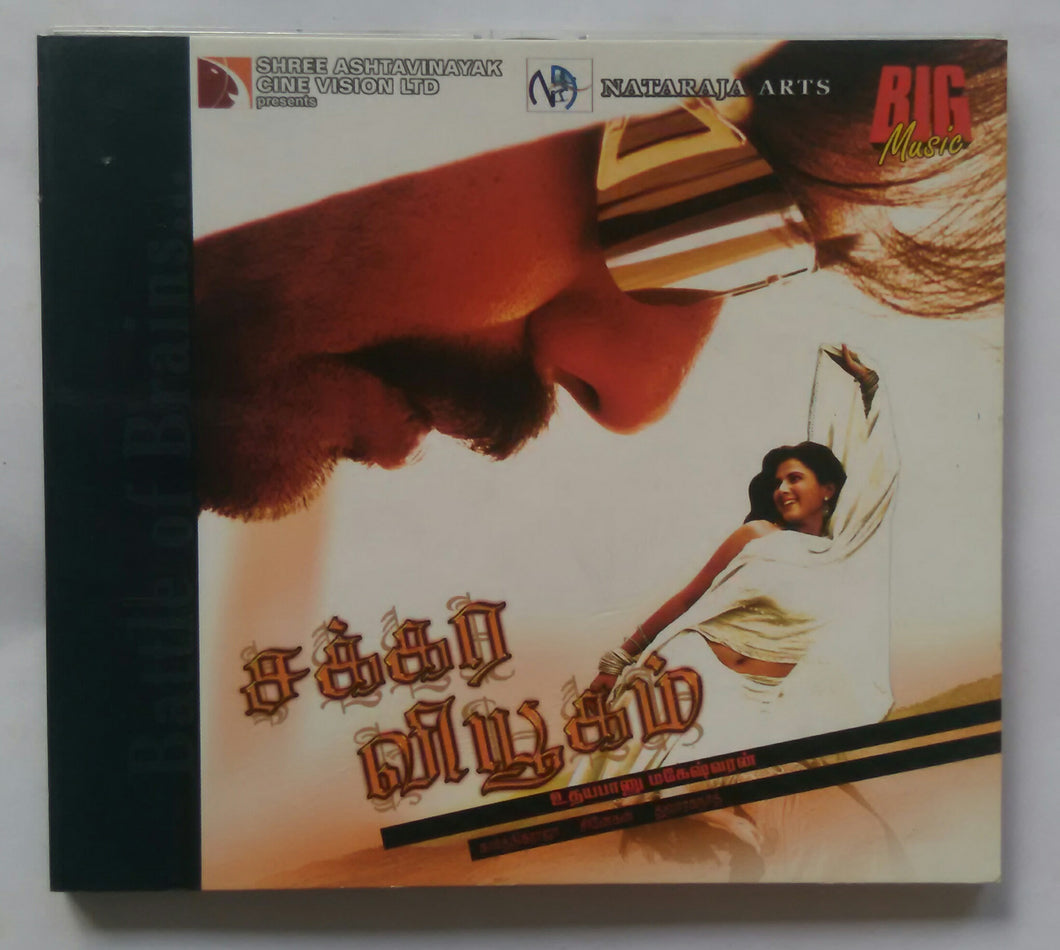 SHREE ASHTAVINAYAK
CINE VISION LTD
presents
NATARAJA ARTS
BIG
Music
Battle of Brains...
சக்கர
வியூகம்
உதயபானு மகேஷ்வரன்